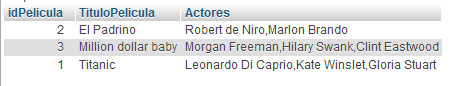 idPelicula TituloPelicula Actores
2 El Padrino Robert de Niro,Marlon Brando
3 Million dollar baby Morgan Freeman,Hilary Swank,Clint Eastwood
1 Titanic Leonardo Di Caprio,Kate Winslet,Gloria Stuart